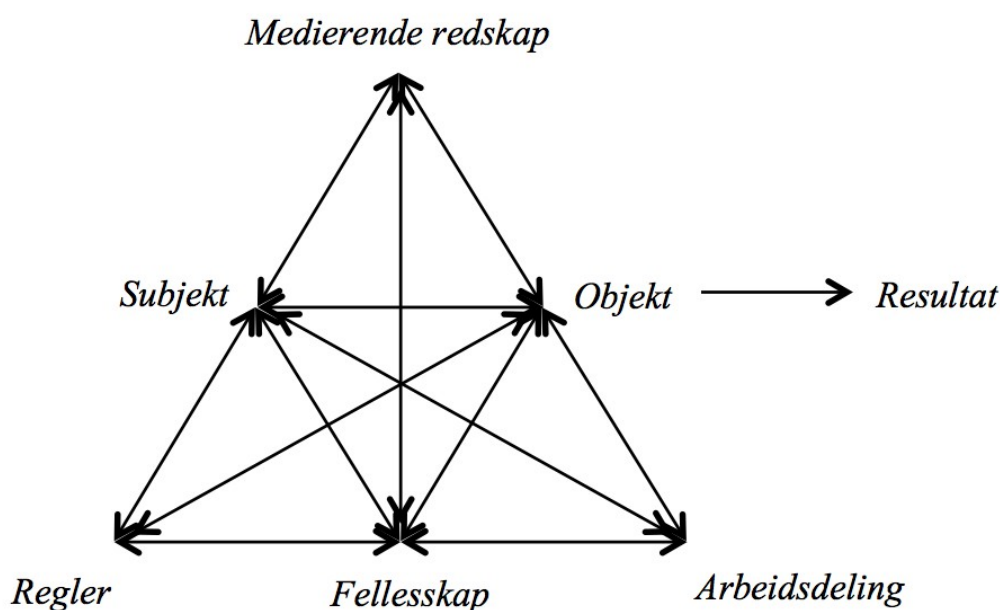 Medierende redskap
Subjekt
Objekt
Resultat
Regler
Fellesskap
Arbeidsdeling